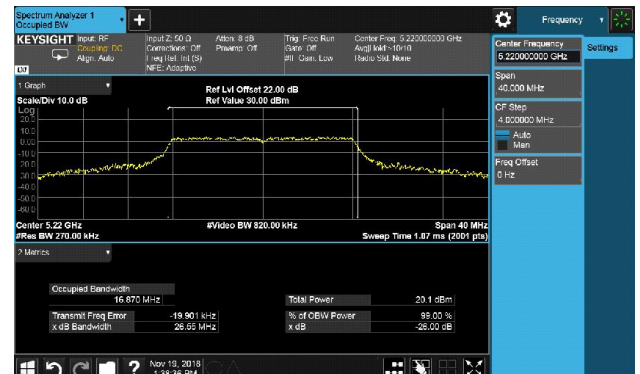 Spectrum Analyzer 1
Occupied BW
Frequency
KEYSIGHT Input: RF
Coupling: DC
Align: Auto
Input Z: 50 Ω
Corrections: Off
Freq Ref: Int (S)
NFE: Adaptive
Atten: 8 dB
Preamp: Off
Trig: Free Run
Gate: Off
#IF Gain: Low
Center Freq: 5.220000000 GHz
Avg|Hold:>10/10
Radio Std: None
Center Frequency
5.220000000 GHz
Settings
Span
40.000 MHz
CF Step
4.000000 MHz
Auto
Man
Freq Offset
0 Hz
1 Graph
Scale/Div 10.0 dB
Ref Lvl Offset 22.00 dB
Ref Value 30.00 dBm
Log
20.0
10.0
0.00
-10.0
-20.0
-30.0
-40.0
-50.0
-60.0
Center 5.22 GHz
#Res BW 270.00 kHz
#Video BW 820.00 kHz
Span 40 MHz
Sweep Time 1.07 ms (2001 pts)
2 Metrics
Occupied Bandwidth
16.870 MHz
Total Power 20.1 dBm
Transmit Freq Error -19.901 kHz
% of OBW Power 99.00 %
x dB Bandwidth 26.55 MHz
x dB -26.00 dB
?
Nov 19, 2018